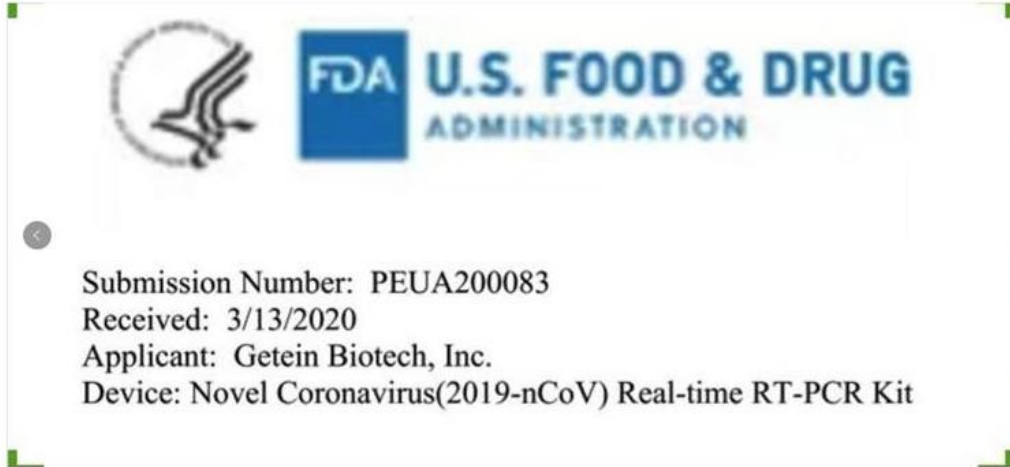 FDA
U.S. FOOD & DRUG
ADMINISTRATION
Submission Number: PEUA200083
Received: 3/13/2020
Applicant: Getein Biotech, Inc.
Device: Novel Coronavirus(2019-nCoV) Real-time RT-PCR Kit